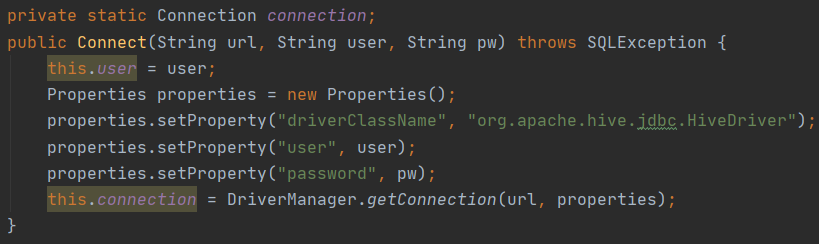 private static Connection connection;
public Connect(String url, String user, String pw) throws SQLException {
    this.user = user;
    Properties properties = new Properties();
    properties.setProperty("driverClassName", "org.apache.hive.jdbc.HiveDriver");
    properties.setProperty("user", user);
    properties.setProperty("password", pw);
    this.connection = DriverManager.getConnection(url, properties);
}